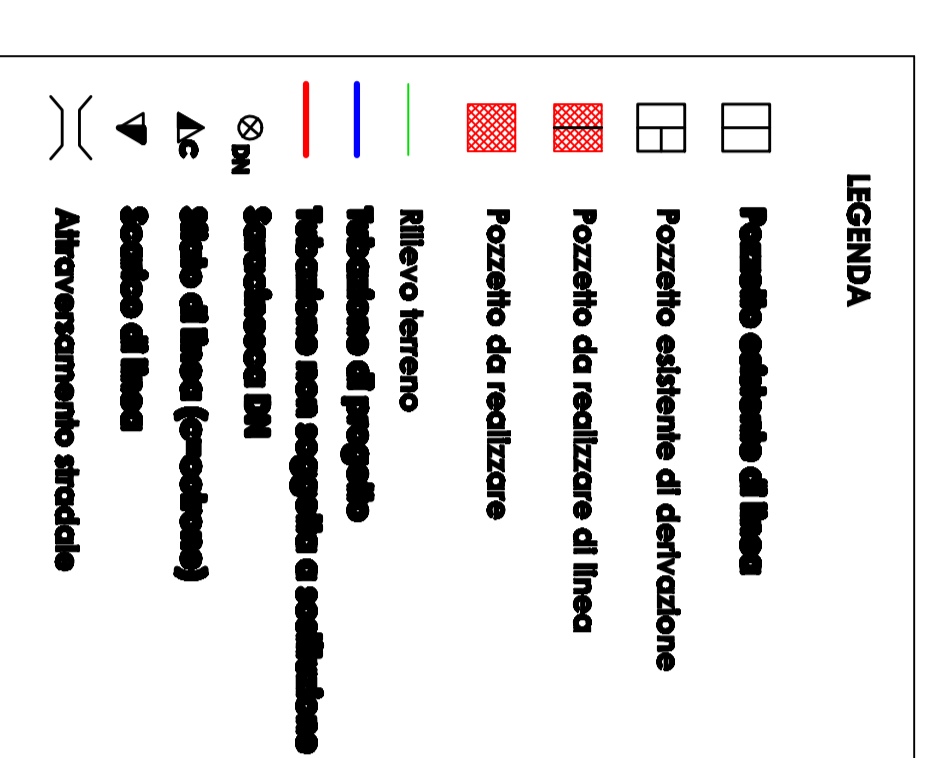 LEGENDA
Pozzetto esistente di linea
Pozzetto esistente di derivazione
Pozzetto da realizzare di linea
Pozzetto da realizzare
Rilievo terreno
Tubazione di progetto
Tubazione non soggetta a sostituzione
DN Saracinesca DN
C Sfiato di linea (c=cotrone)
Scarico di linea
Attraversamento stradale